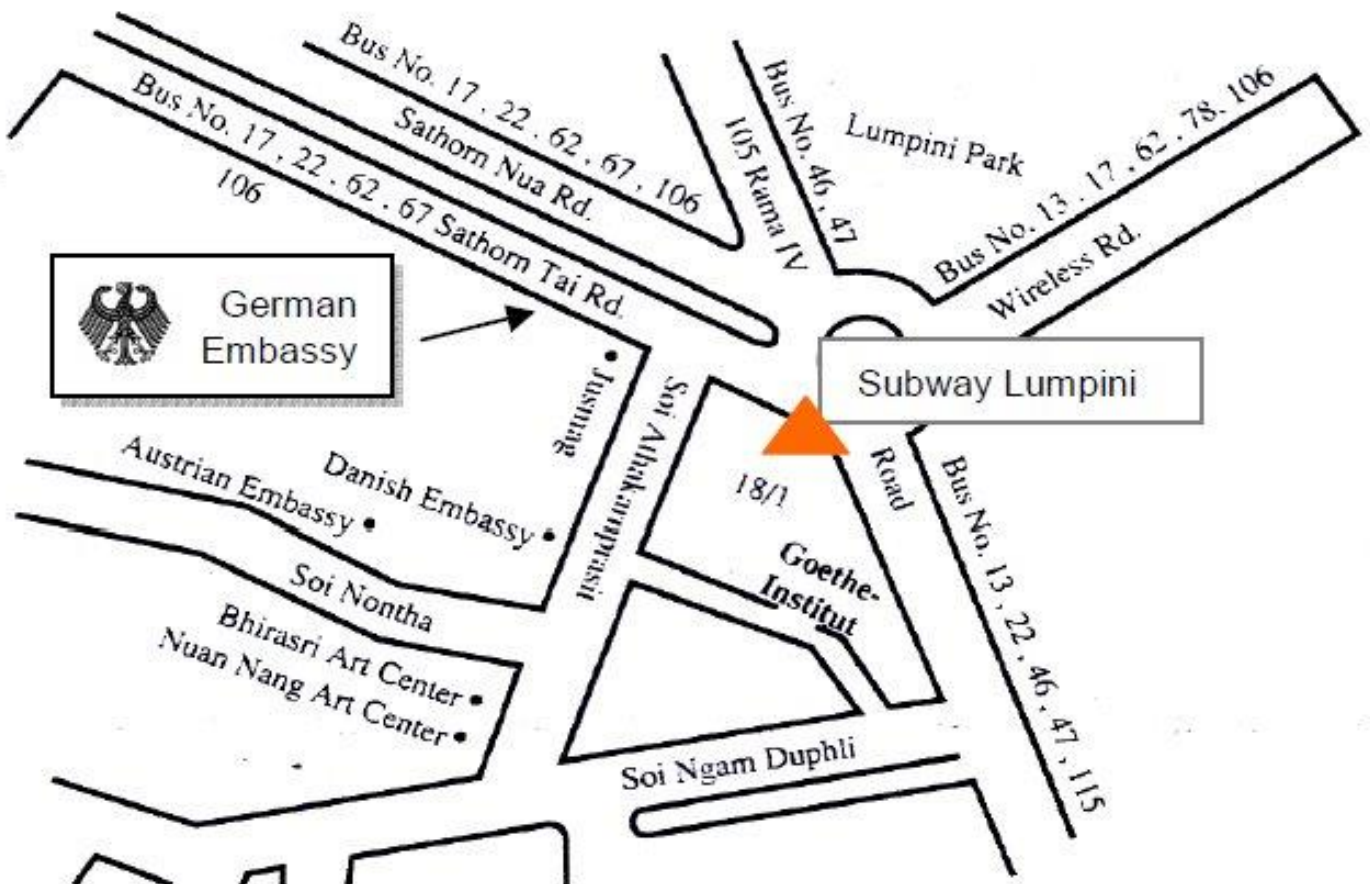 Bus No. 17 . 22 . 62 . 67 . 106
Sathorn Nua Rd.
Bus No. 17 . 22 . 62 . 67 Sathorn Tai Rd.
106
105 Rama IV
Bus No. 46 , 47
Lumpini Park
Bus No. 13 . 17 . 62 . 78. 106
Wireless Rd.
German
Embassy
Subway Lumpini
Jusmag
Soi Athakarnprasit
18/1
Road
Austrian Embassy
Danish Embassy
Goethe-
Institut
Bus No. 13 , 22 , 46 , 47 , 115
Soi Nontha
Bhirasri Art Center
Nuan Nang Art Center
Soi Ngam Duphli